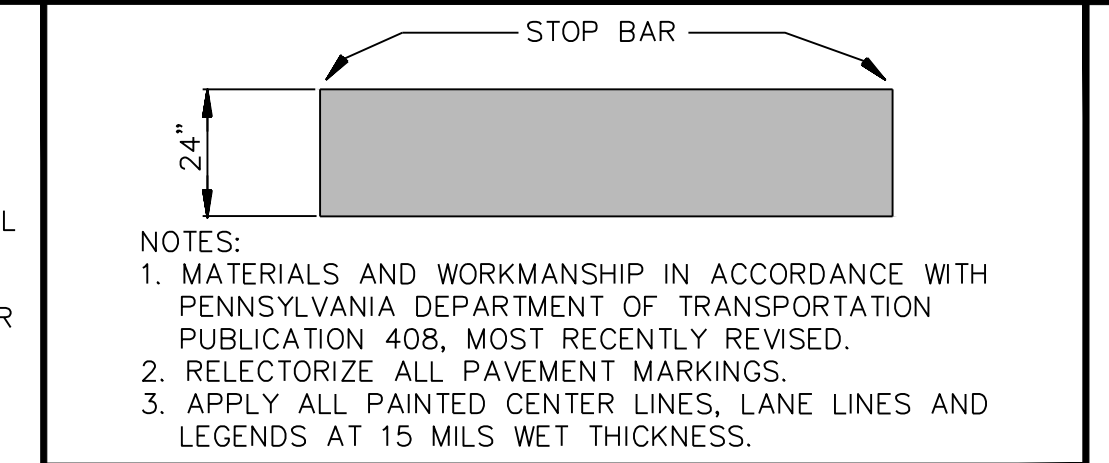 STOP BAR
24"
L
R
NOTES:
1. MATERIALS AND WORKMANSHIP IN ACCORDANCE WITH
PENNSYLVANIA DEPARTMENT OF TRANSPORTATION
PUBLICATION 408, MOST RECENTLY REVISED.
2. RELECTORIZE ALL PAVEMENT MARKINGS.
3. APPLY ALL PAINTED CENTER LINES, LANE LINES AND
LEGENDS AT 15 MILS WET THICKNESS.